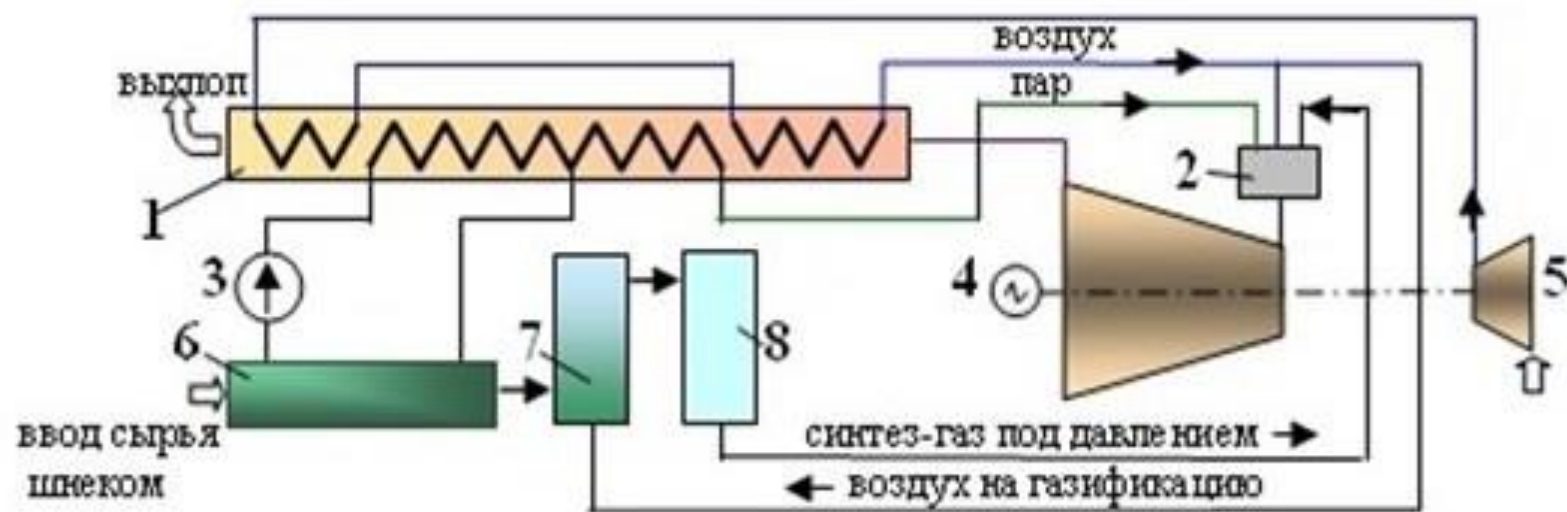 воздух
выхлоп
пар
2
1
3
4
5
6
7
8
ввод сырья
шнеком
синтез-газ под давлением
воздух на газификацию